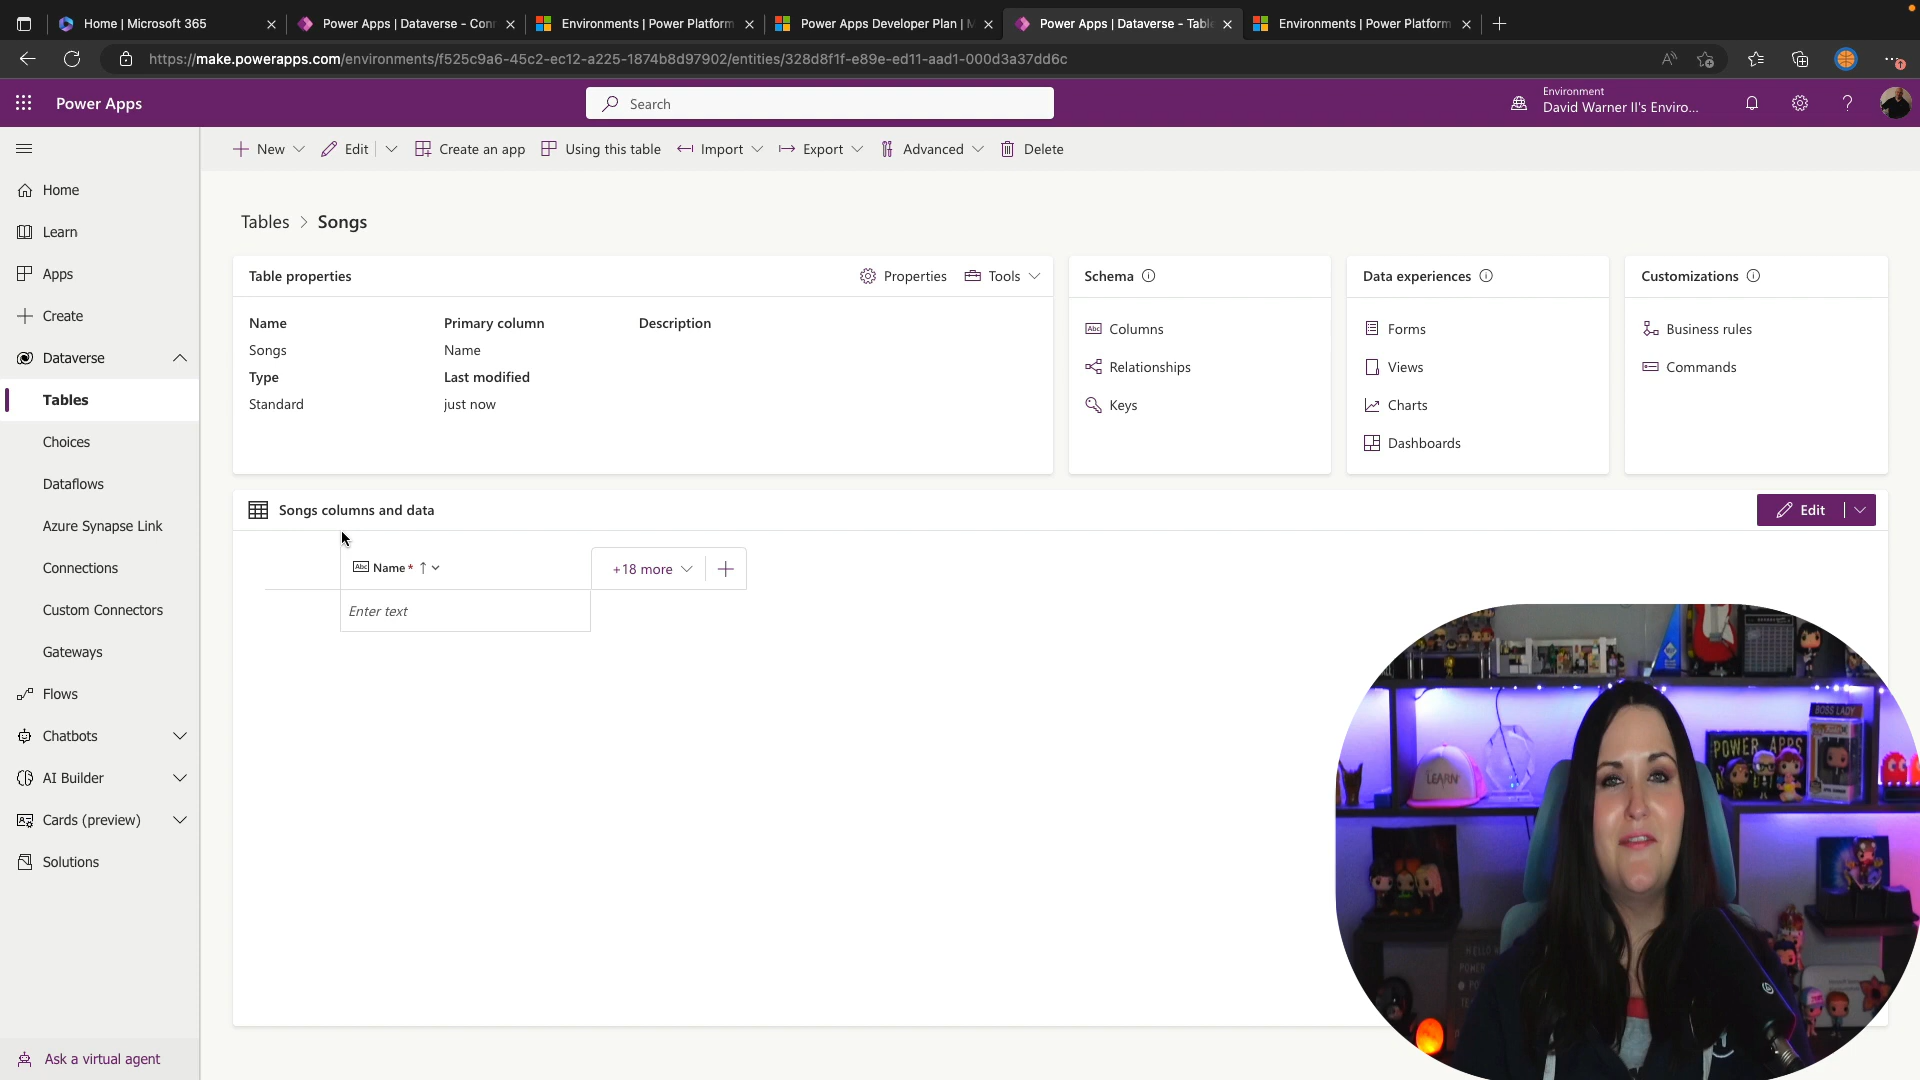 Home | Microsoft 365
Power Apps | Dataverse - Con
Environments | Power Platform
Power Apps Developer Plan | M
Power Apps | Dataverse - Tabl
Environments | Power Platform
https://make.powerapps.com/environments/f525c9a6-45c2-ec12-a225-1874b8d97902/entities/328d8f1f-e89e-ed11-aad1-000d3a37dd6c
Power Apps
Search
Environment
David Warner II's Enviro...
New
Edit
Create an app
Using this table
Import
Export
Advanced
Delete
Home
Learn
Apps
Create
Dataverse
Tables
Choices
Dataflows
Azure Synapse Link
Connections
Custom Connectors
Gateways
Flows
Chatbots
AI Builder
Cards (preview)
Solutions
Ask a virtual agent
Tables > Songs
Table properties
Properties
Tools
Name
Primary column
Description
Songs
Name
Type
Last modified
Standard
just now
Schema
Columns
Relationships
Keys
Data experiences
Forms
Views
Charts
Dashboards
Customizations
Business rules
Commands
Songs columns and data
Edit
Abc Name * ↑
+18 more
Enter text
BOSS LADY
POWER APPS
LEARN